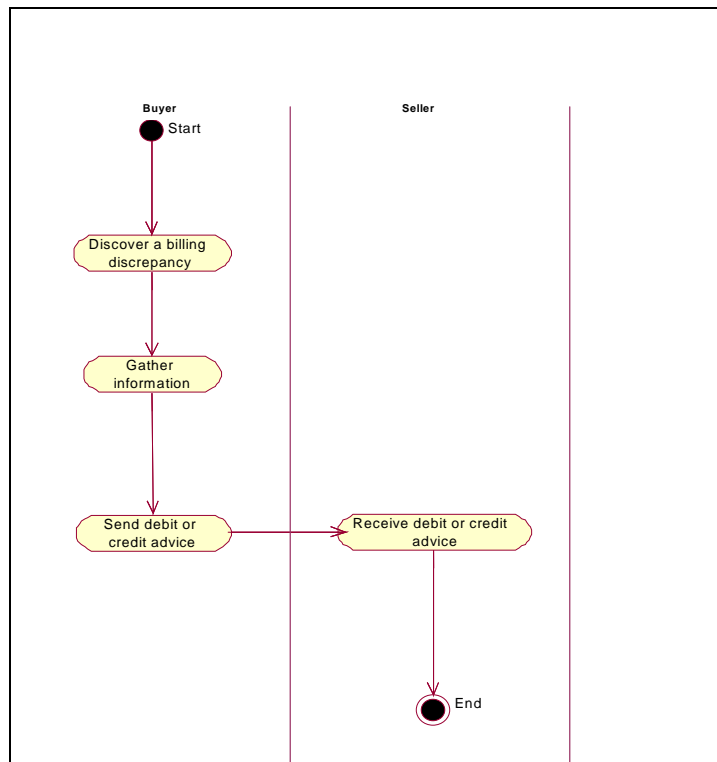 Buyer
Seller
Start
Discover a billing
discrepancy
Gather
information
Send debit or
credit advice
Receive debit or credit
advice
End